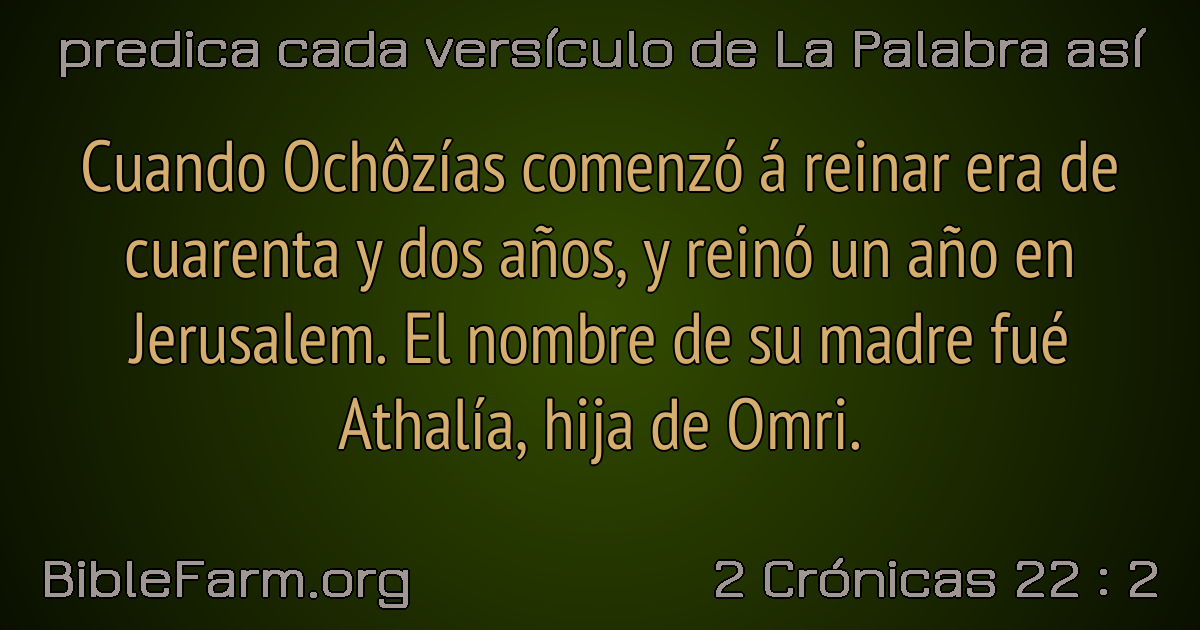 predica cada versículo de La Palabra así
Cuando Ochôzías comenzó á reinar era de
cuarenta y dos años, y reinó un año en
Jerusalem. El nombre de su madre fué
Athalía, hija de Omri.
BibleFarm.org
2 Crónicas 22 : 2